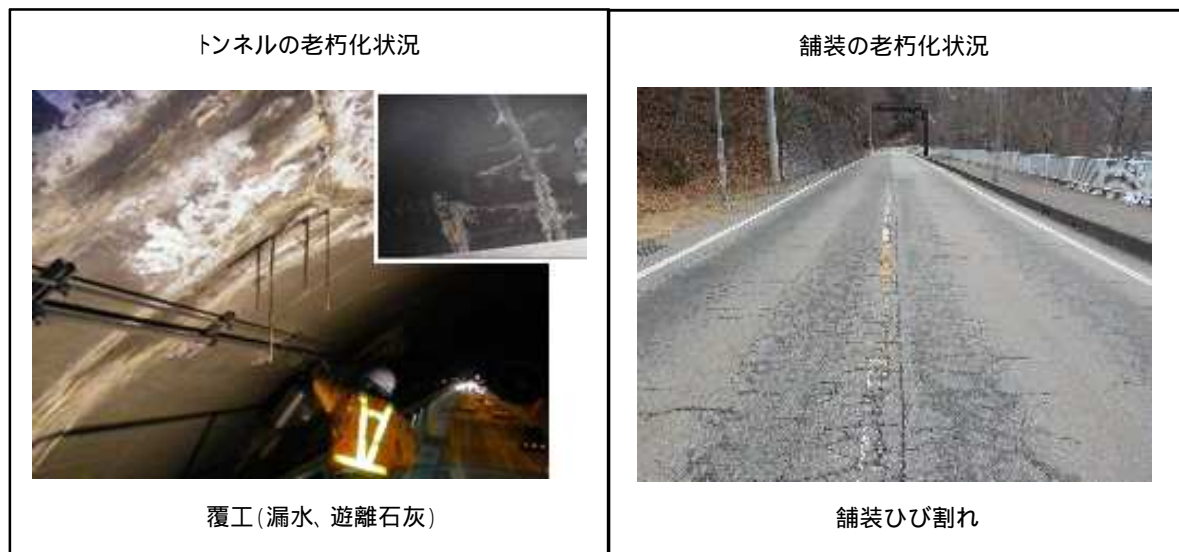 トンネルの老朽化状況
覆工(漏水、遊離石灰)
舗装の老朽化状況
舗装ひび割れ